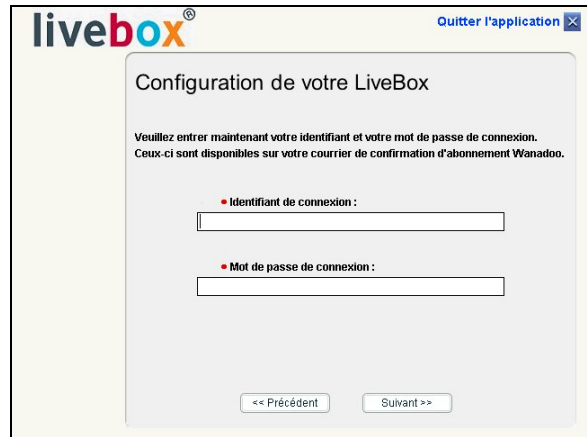 livebox®
Quitter l'application X
Configuration de votre LiveBox
Veuillez entrer maintenant votre identifiant et votre mot de passe de connexion.
Ceux-ci sont disponibles sur votre courrier de confirmation d'abonnement Wanadoo.
Identifiant de connexion :
Mot de passe de connexion :
<< Précédent
Suivant >>